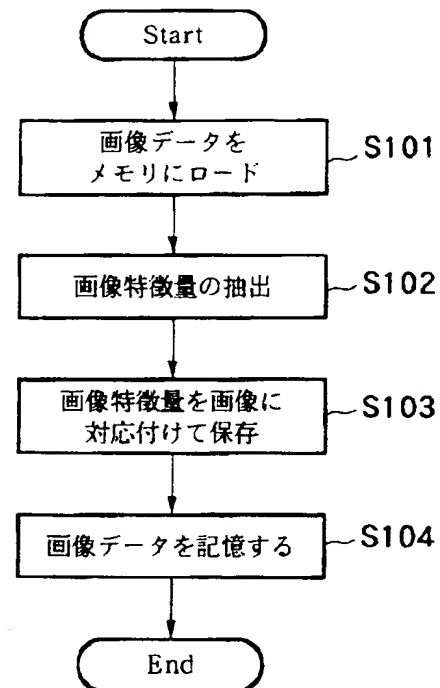 Start
画像データを
メモリにロード
S101
画像特徴量の抽出
S102
画像特徴量を画像に
対応付けて保存
S103
画像データを記憶する
S104
End